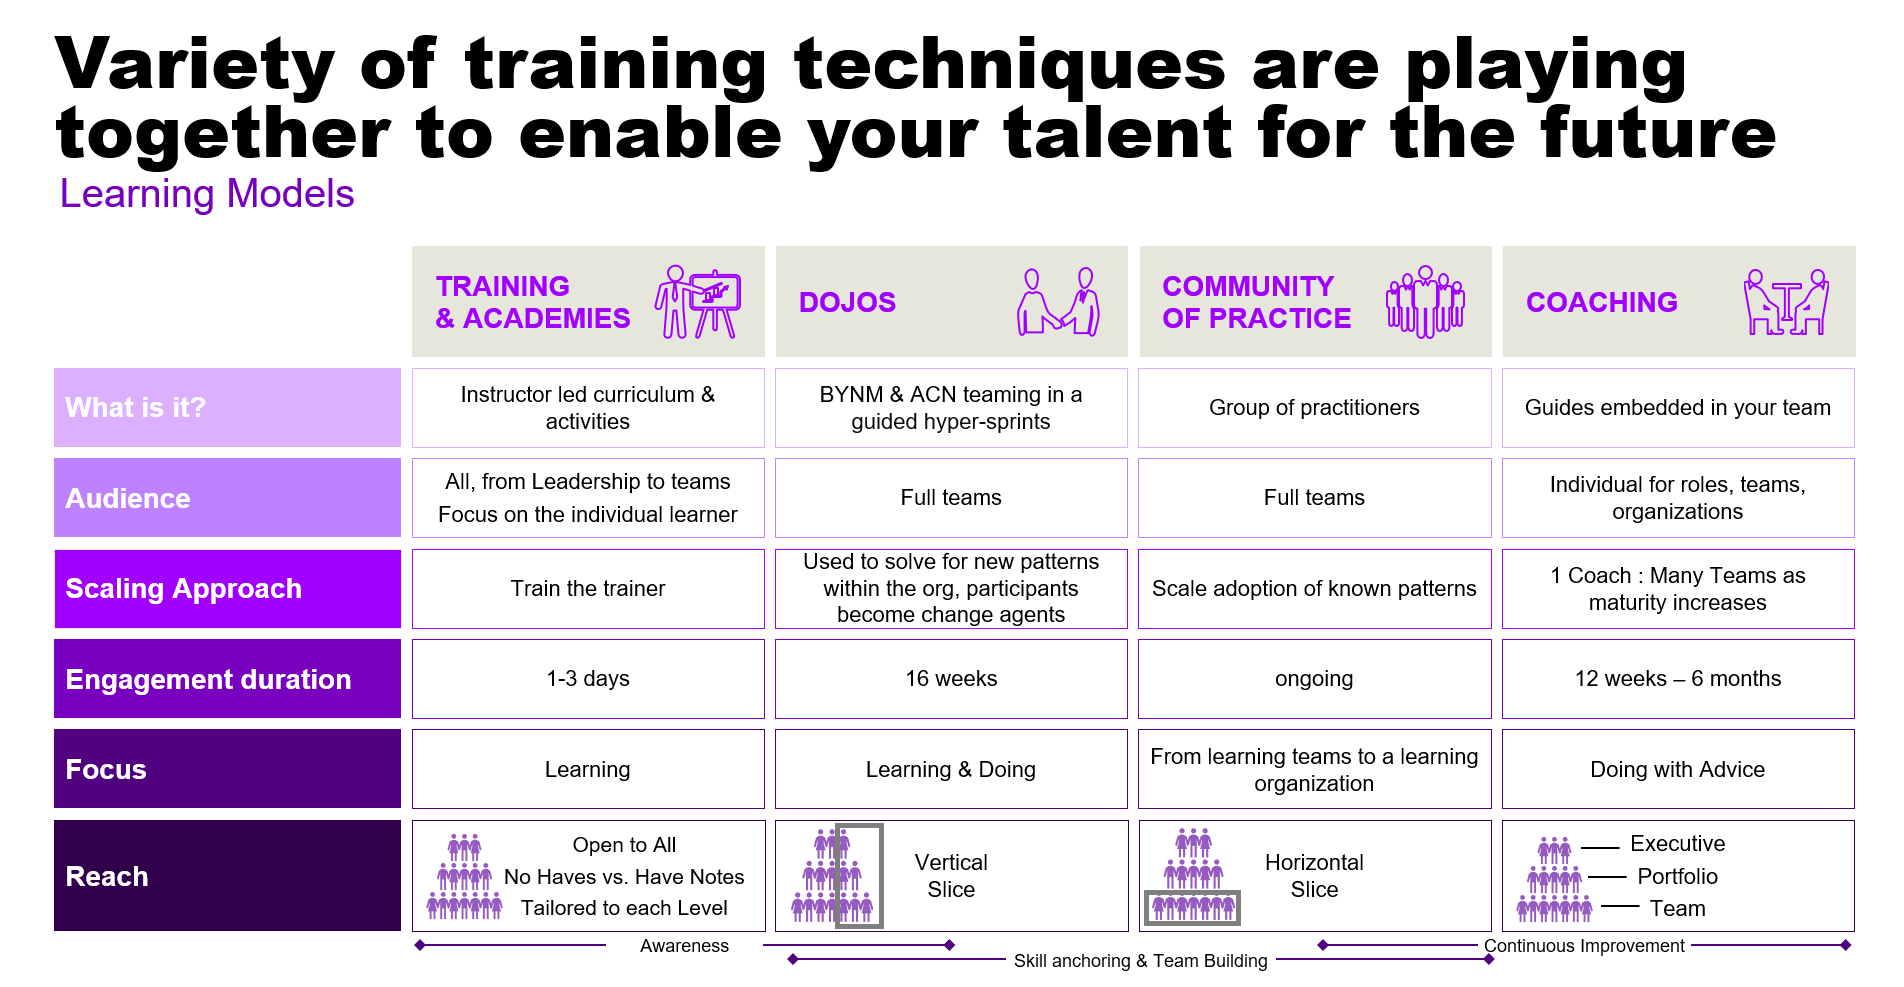 Variety of training techniques are playing
together to enable your talent for the future
Learning Models
TRAINING
& ACADEMIES
DOJOS
COMMUNITY
OF PRACTICE
COACHING
What is it?
Instructor led curriculum &
activities
BYNM & ACN teaming in a
guided hyper-sprints
Group of practitioners
Guides embedded in your team
Audience
All, from Leadership to teams
Focus on the individual learner
Full teams
Full teams
Individual for roles, teams,
organizations
Scaling Approach
Train the trainer
Used to solve for new patterns
within the org, participants
become change agents
Scale adoption of known patterns
1 Coach : Many Teams as
maturity increases
Engagement duration
1-3 days
16 weeks
ongoing
12 weeks – 6 months
Focus
Learning
Learning & Doing
From learning teams to a learning
organization
Doing with Advice
Reach
Open to All
No Haves vs. Have Notes
Tailored to each Level
Vertical
Slice
Horizontal
Slice
Executive
Portfolio
Team
Awareness
Skill anchoring & Team Building
Continuous Improvement